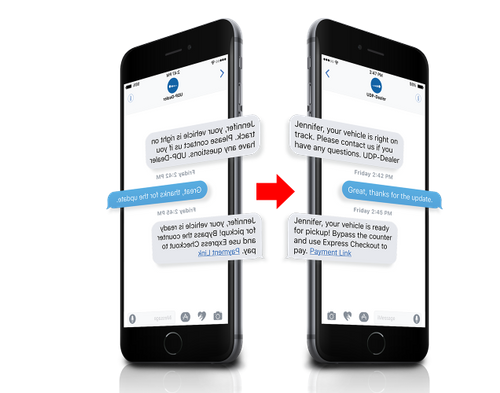 UDP-Dealer
Jennifer, your vehicle is right on
track. Please contact us if you
have any questions. UDP-Dealer
Friday 2:42 PM
Great, thanks for the update.
Friday 2:45 PM
Jennifer, your vehicle is ready
for pickup! Bypass the counter
and use Express Checkout to
pay. Payment Link
Message
2:47 PM
UDP-Dealer
Jennifer, your vehicle is right on
track. Please contact us if you
have any questions. UDP-Dealer
Friday 2:42 PM
Great, thanks for the update.
Friday 2:45 PM
Jennifer, your vehicle is ready
for pickup! Bypass the counter
and use Express Checkout to
pay. Payment Link
Message